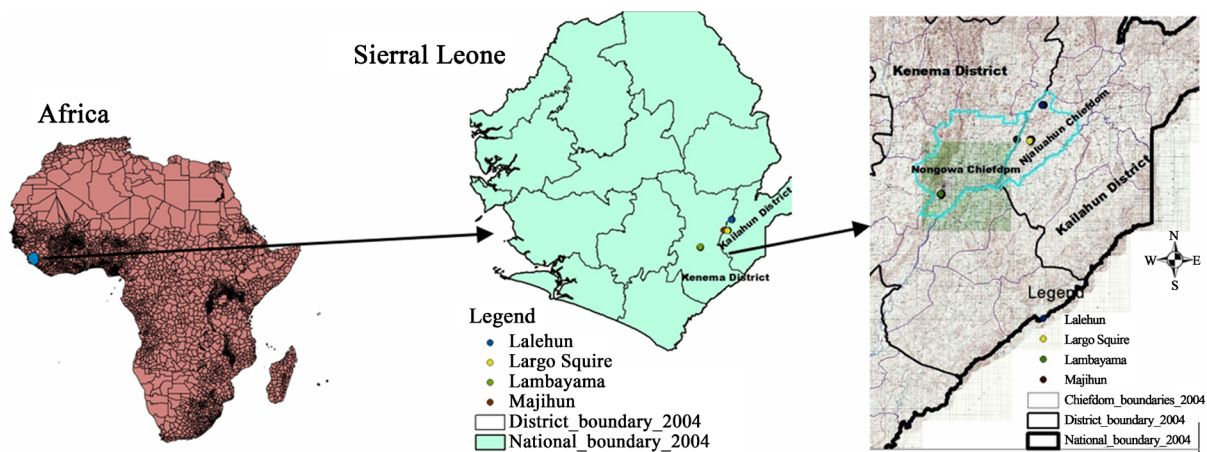 Africa
Sierral Leone
Kailahun District
Kenema District
Legend
Lalehun
Largo Squire
Lambayama
Majihun
District_boundary_2004
National_boundary_2004
Kenema District
Njaluahun Chiefdom
Nongowa Chiefdpm
Kailahun District
N
W E
S
Legend
Lalehun
Largo Squire
Lambayama
Majihun
Chiefdom_boundaries_2004
District_boundary_2004
National_boundary_2004